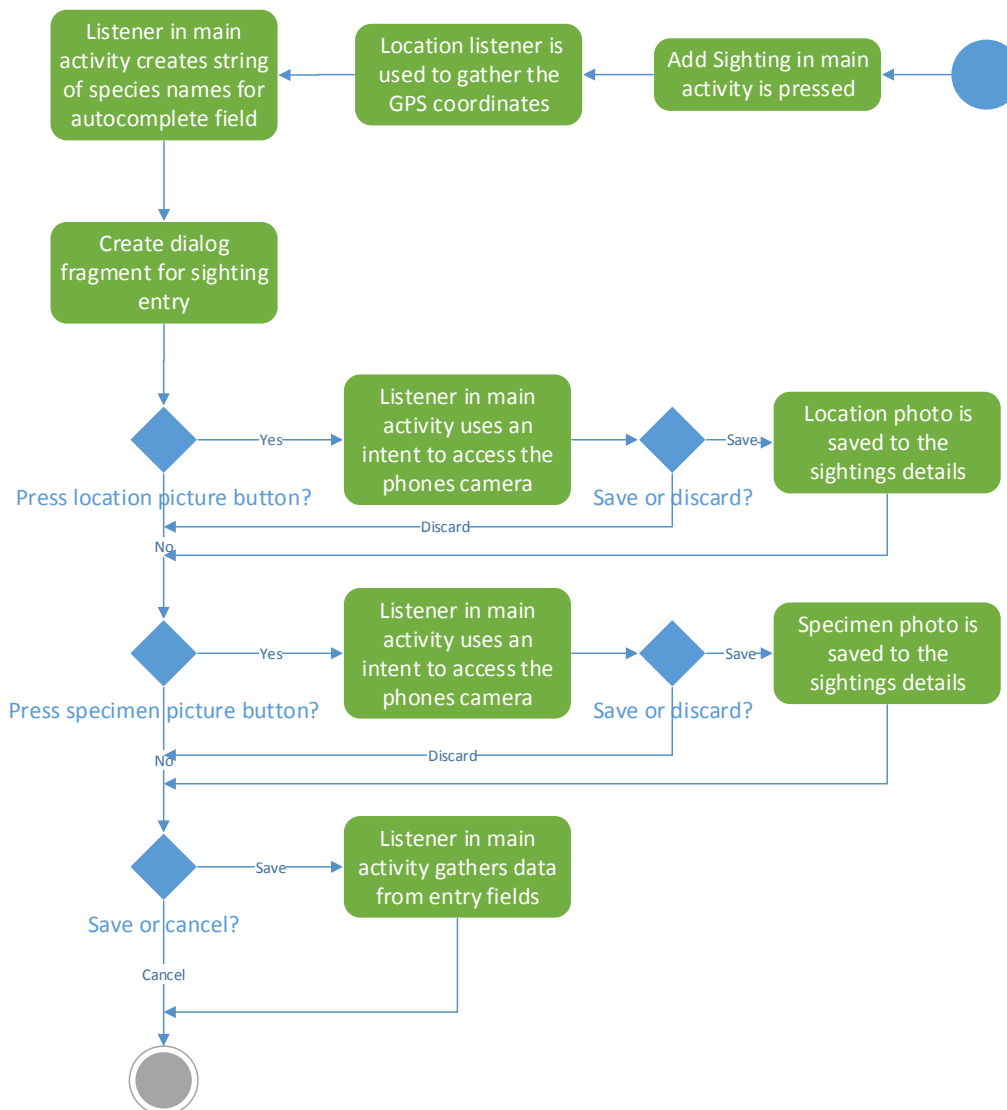 Listener in main
activity creates string
of species names for
autocomplete field
Location listener is
used to gather the
GPS coordinates
Add Sighting in main
activity is pressed
Create dialog
fragment for sighting
entry
Yes
Listener in main
activity uses an
intent to access the
phones camera
Save
Location photo is
saved to the
sightings details
Press location picture button?
Save or discard?
Discard
No
Yes
Listener in main
activity uses an
intent to access the
phones camera
Save
Specimen photo is
saved to the
sightings details
Press specimen picture button?
Save or discard?
Discard
No
Save
Listener in main
activity gathers data
from entry fields
Save or cancel?
Cancel